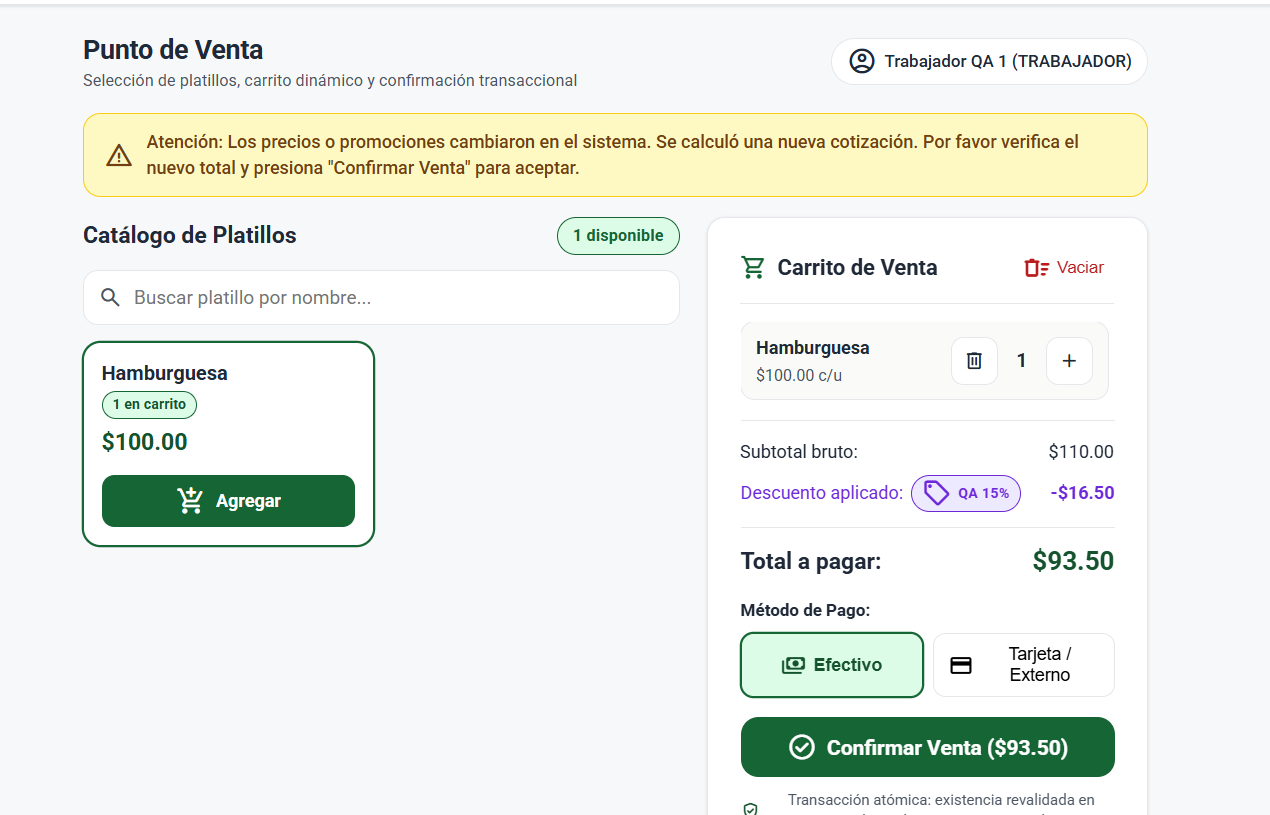 Punto de Venta
Selección de platillos, carrito dinámico y confirmación transaccional
Trabajador QA 1 (TRABAJADOR)
Atención: Los precios o promociones cambiaron en el sistema. Se calculó una nueva cotización. Por favor verifica el
nuevo total y presiona "Confirmar Venta" para aceptar.
Catálogo de Platillos
1 disponible
Buscar platillo por nombre...
Hamburguesa
1 en carrito
$100.00
Agregar
Carrito de Venta
Vaciar
Hamburguesa
$100.00 c/u
1
Subtotal bruto:
$110.00
Descuento aplicado:
QA 15%
-$16.50
Total a pagar:
$93.50
Método de Pago:
Efectivo
Tarjeta /
Externo
Confirmar Venta ($93.50)
Transacción atómica: existencia revalidada en